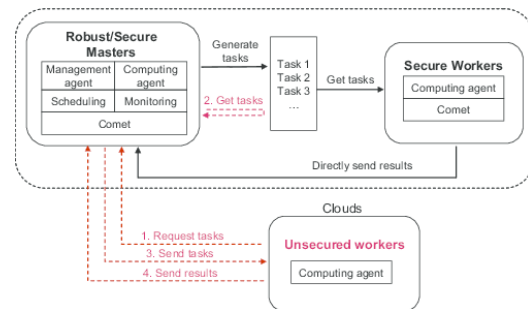 Robust/Secure
Masters
Management
agent
Computing
agent
Scheduling
Monitoring
Comet
Generate
tasks
2. Get tasks
Task 1
Task 2
Task 3
...
Get tasks
Secure Workers
Computing agent
Comet
Directly send results
Clouds
1. Request tasks
3. Send tasks
4. Send results
Unsecured workers
Computing agent